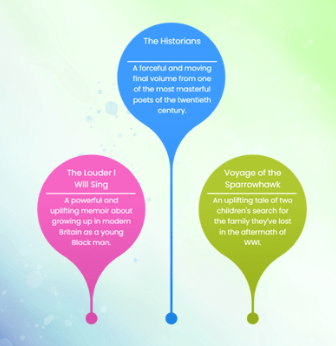 The Historians
A forceful and moving
final volume from one
of the most masterful
poets of the twentieth
century.
The Louder I
Will Sing
A powerful and
uplifting memoir about
growing up in modern
Britain as a young
Black man.
Voyage of the
Sparrowhawk
An uplifting tale of two
children's search for
the family they've lost
in the aftermath of
WWI.